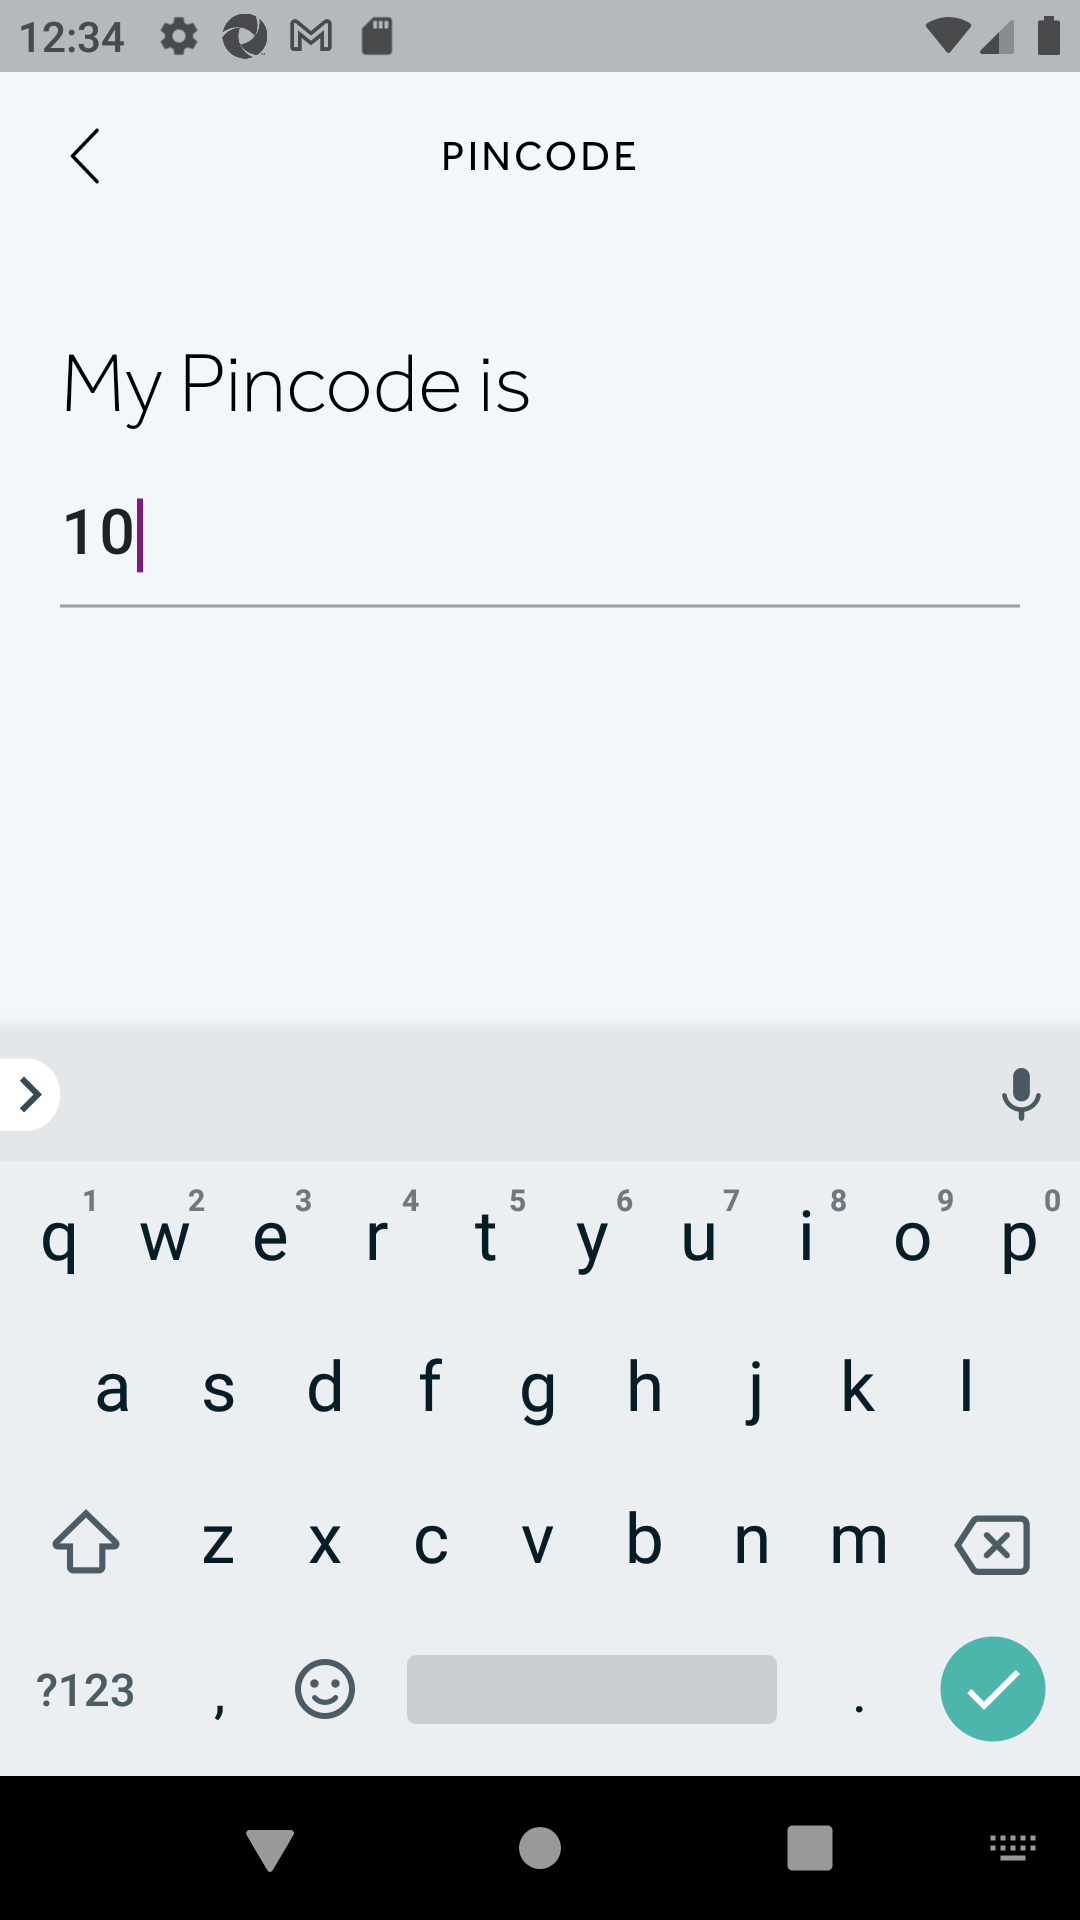 12:34
PINCODE
My Pincode is
10
1 2 3 4 5 6 7 8 9 0
q w e r t y u i o p
a s d f g h j k l
z x c v b n m
?123 , .